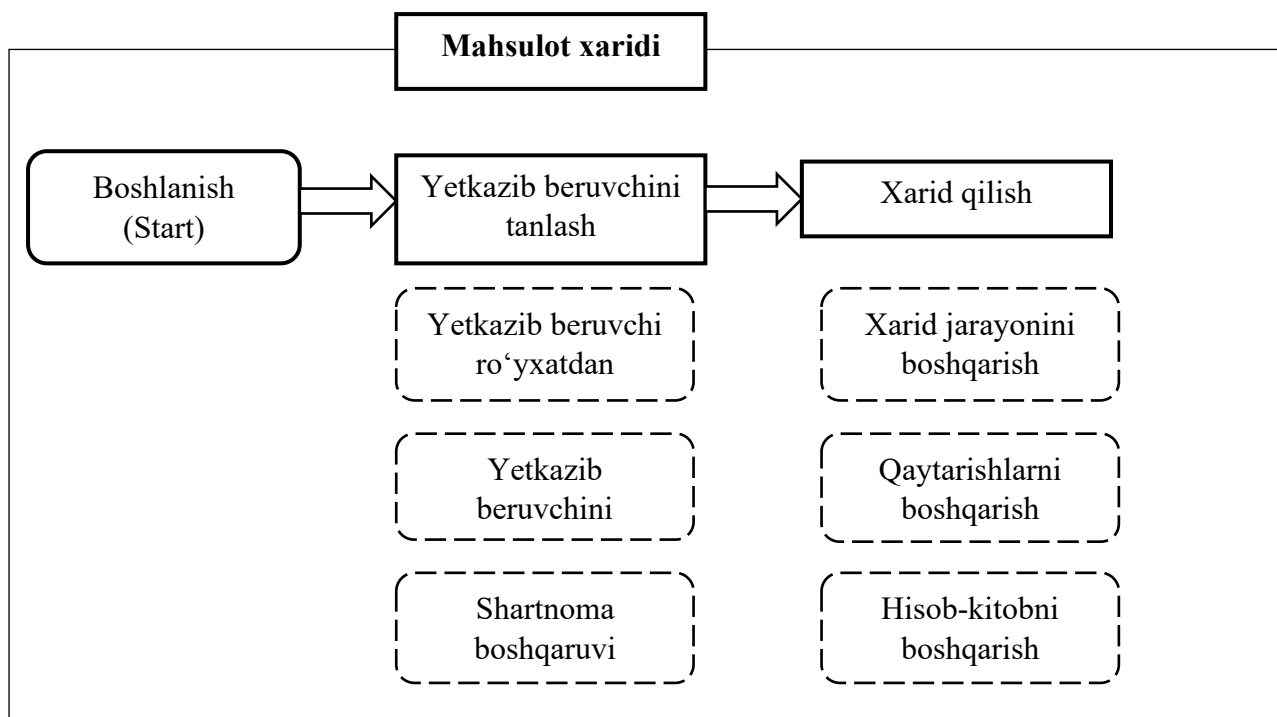 Mahsulot xaridi
Boshlanish
(Start)
Yetkazib beruvchini
tanlash
Xarid qilish
Yetkazib beruvchi
ro‘yxatdan
Xarid jarayonini
boshqarish
Yetkazib
beruvchini
Qaytarishlarni
boshqarish
Shartnoma
boshqaruvi
Hisob-kitobni
boshqarish